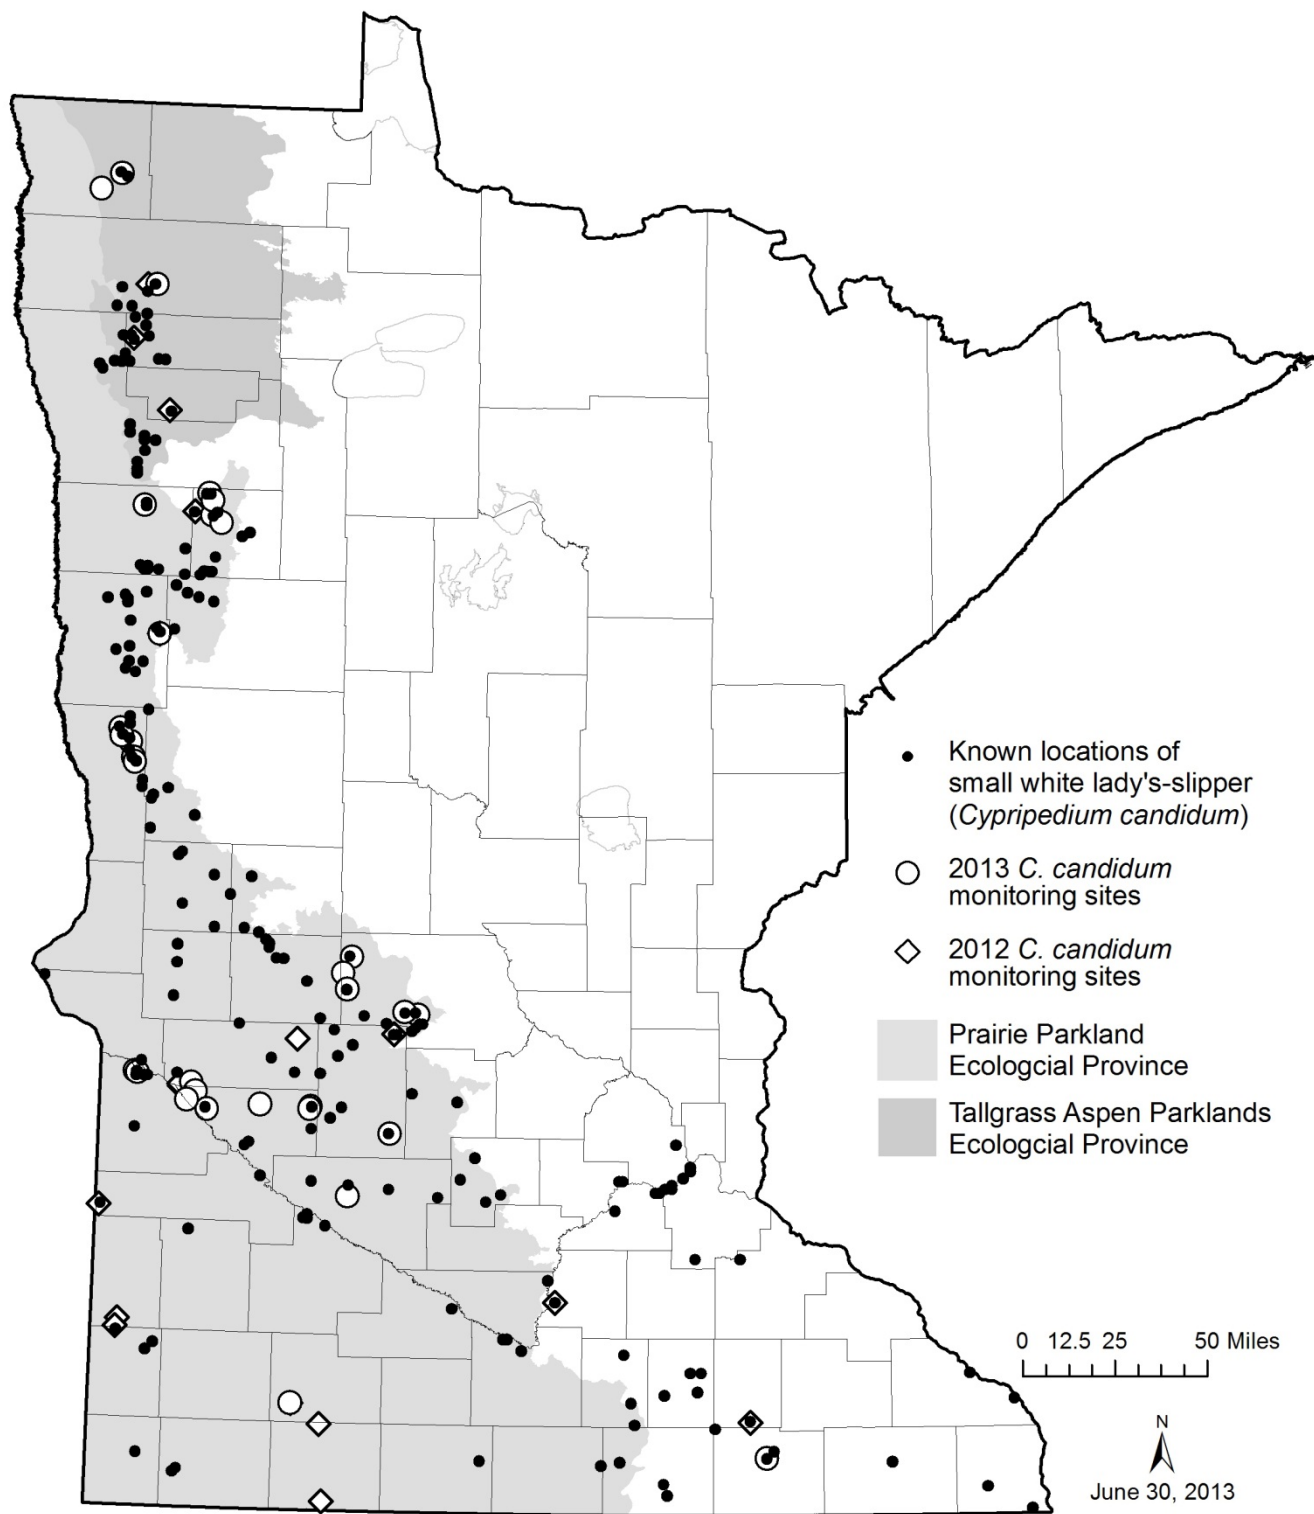 Known locations of
small white lady's-slipper
(Cypripedium candidum)
2013 C. candidum
monitoring sites
2012 C. candidum
monitoring sites
Prairie Parkland
Ecologcial Province
Tallgrass Aspen Parklands
Ecologcial Province
0 12.5 25 50 Miles
N
June 30, 2013